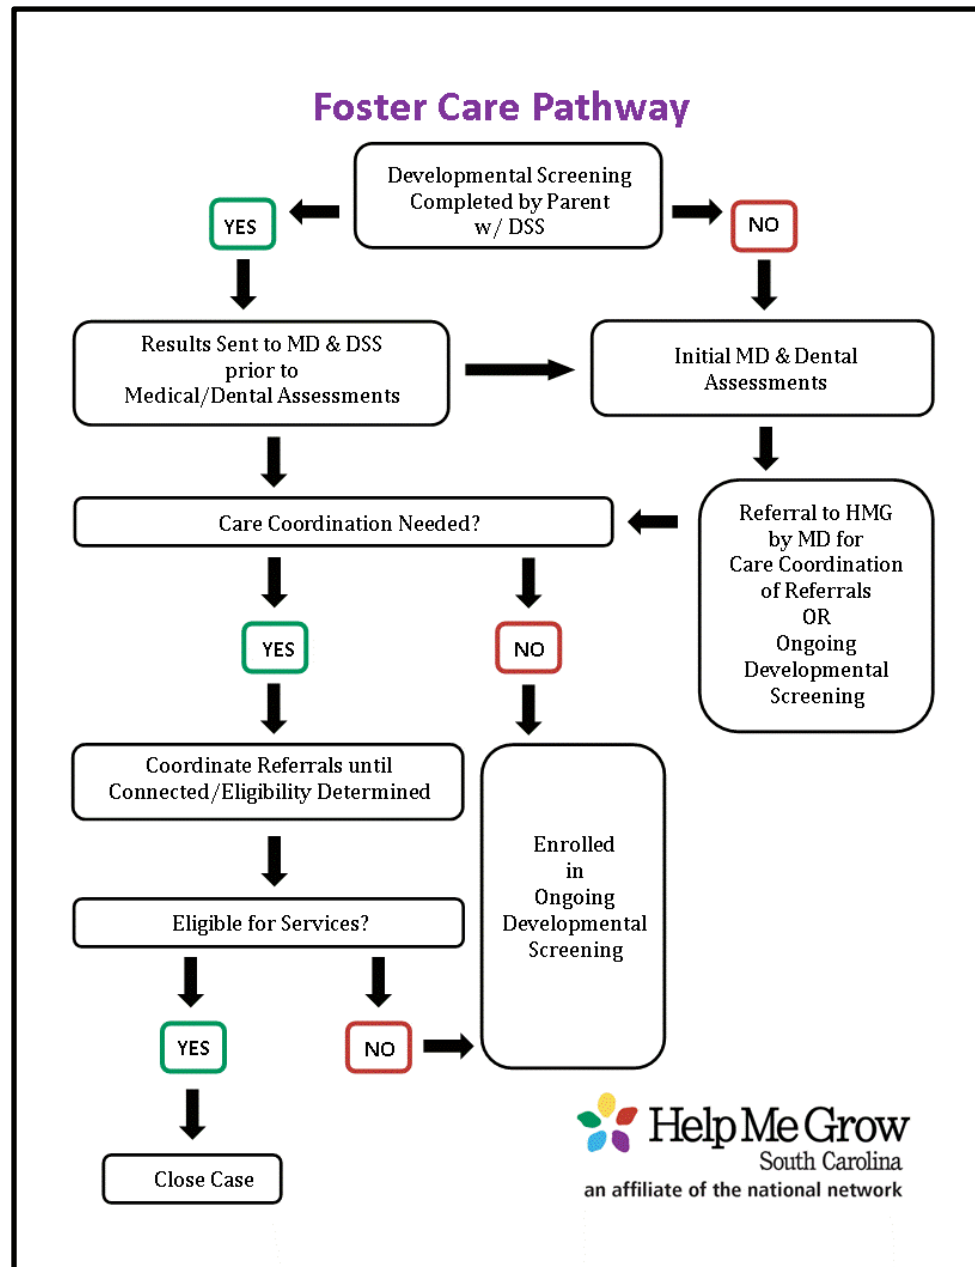 Foster Care Pathway
Developmental Screening
Completed by Parent
w/ DSS
YES
NO
Results Sent to MD & DSS
prior to
Medical/Dental Assessments
Initial MD & Dental
Assessments
Care Coordination Needed?
Referral to HMG
by MD for
Care Coordination
of Referrals
OR
Ongoing
Developmental
Screening
YES
NO
Coordinate Referrals until
Connected/Eligibility Determined
Enrolled
in
Ongoing
Developmental
Screening
Eligible for Services?
YES
NO
Close Case
Help Me Grow
South Carolina
an affiliate of the national network